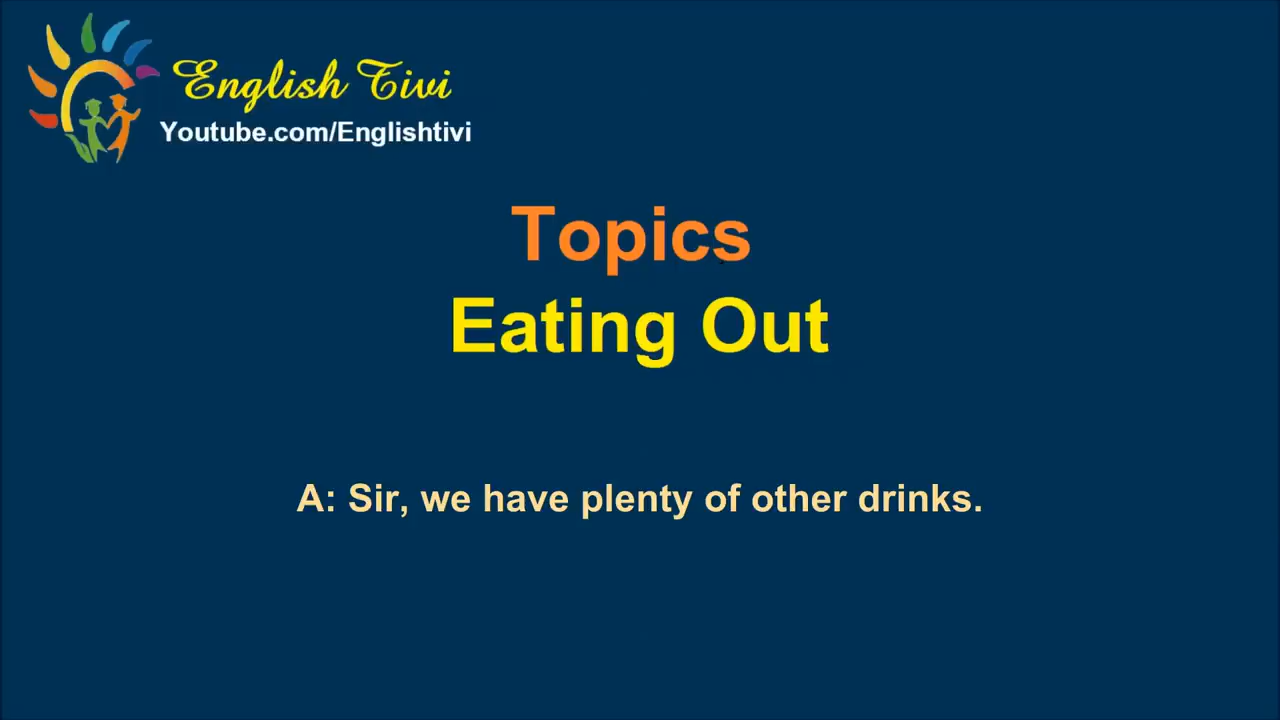 English Tivi
Youtube.com/Englishtivi
Topics
Eating Out
A: Sir, we have plenty of other drinks.